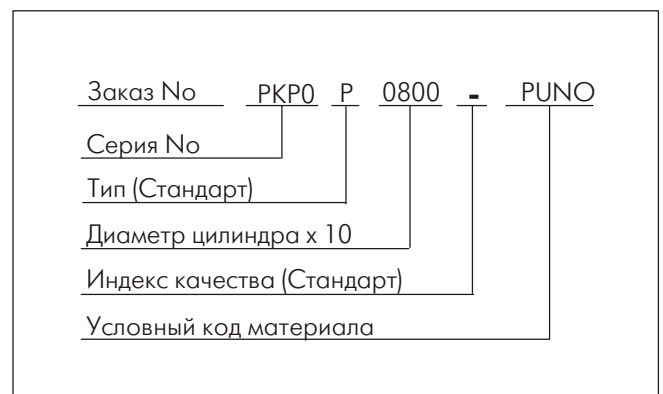 Заказ No PKP0 P 0800 - PUNO
Серия No
Тип (Стандарт)
Диаметр цилиндра x 10
Индекс качества (Стандарт)
Условный код материала